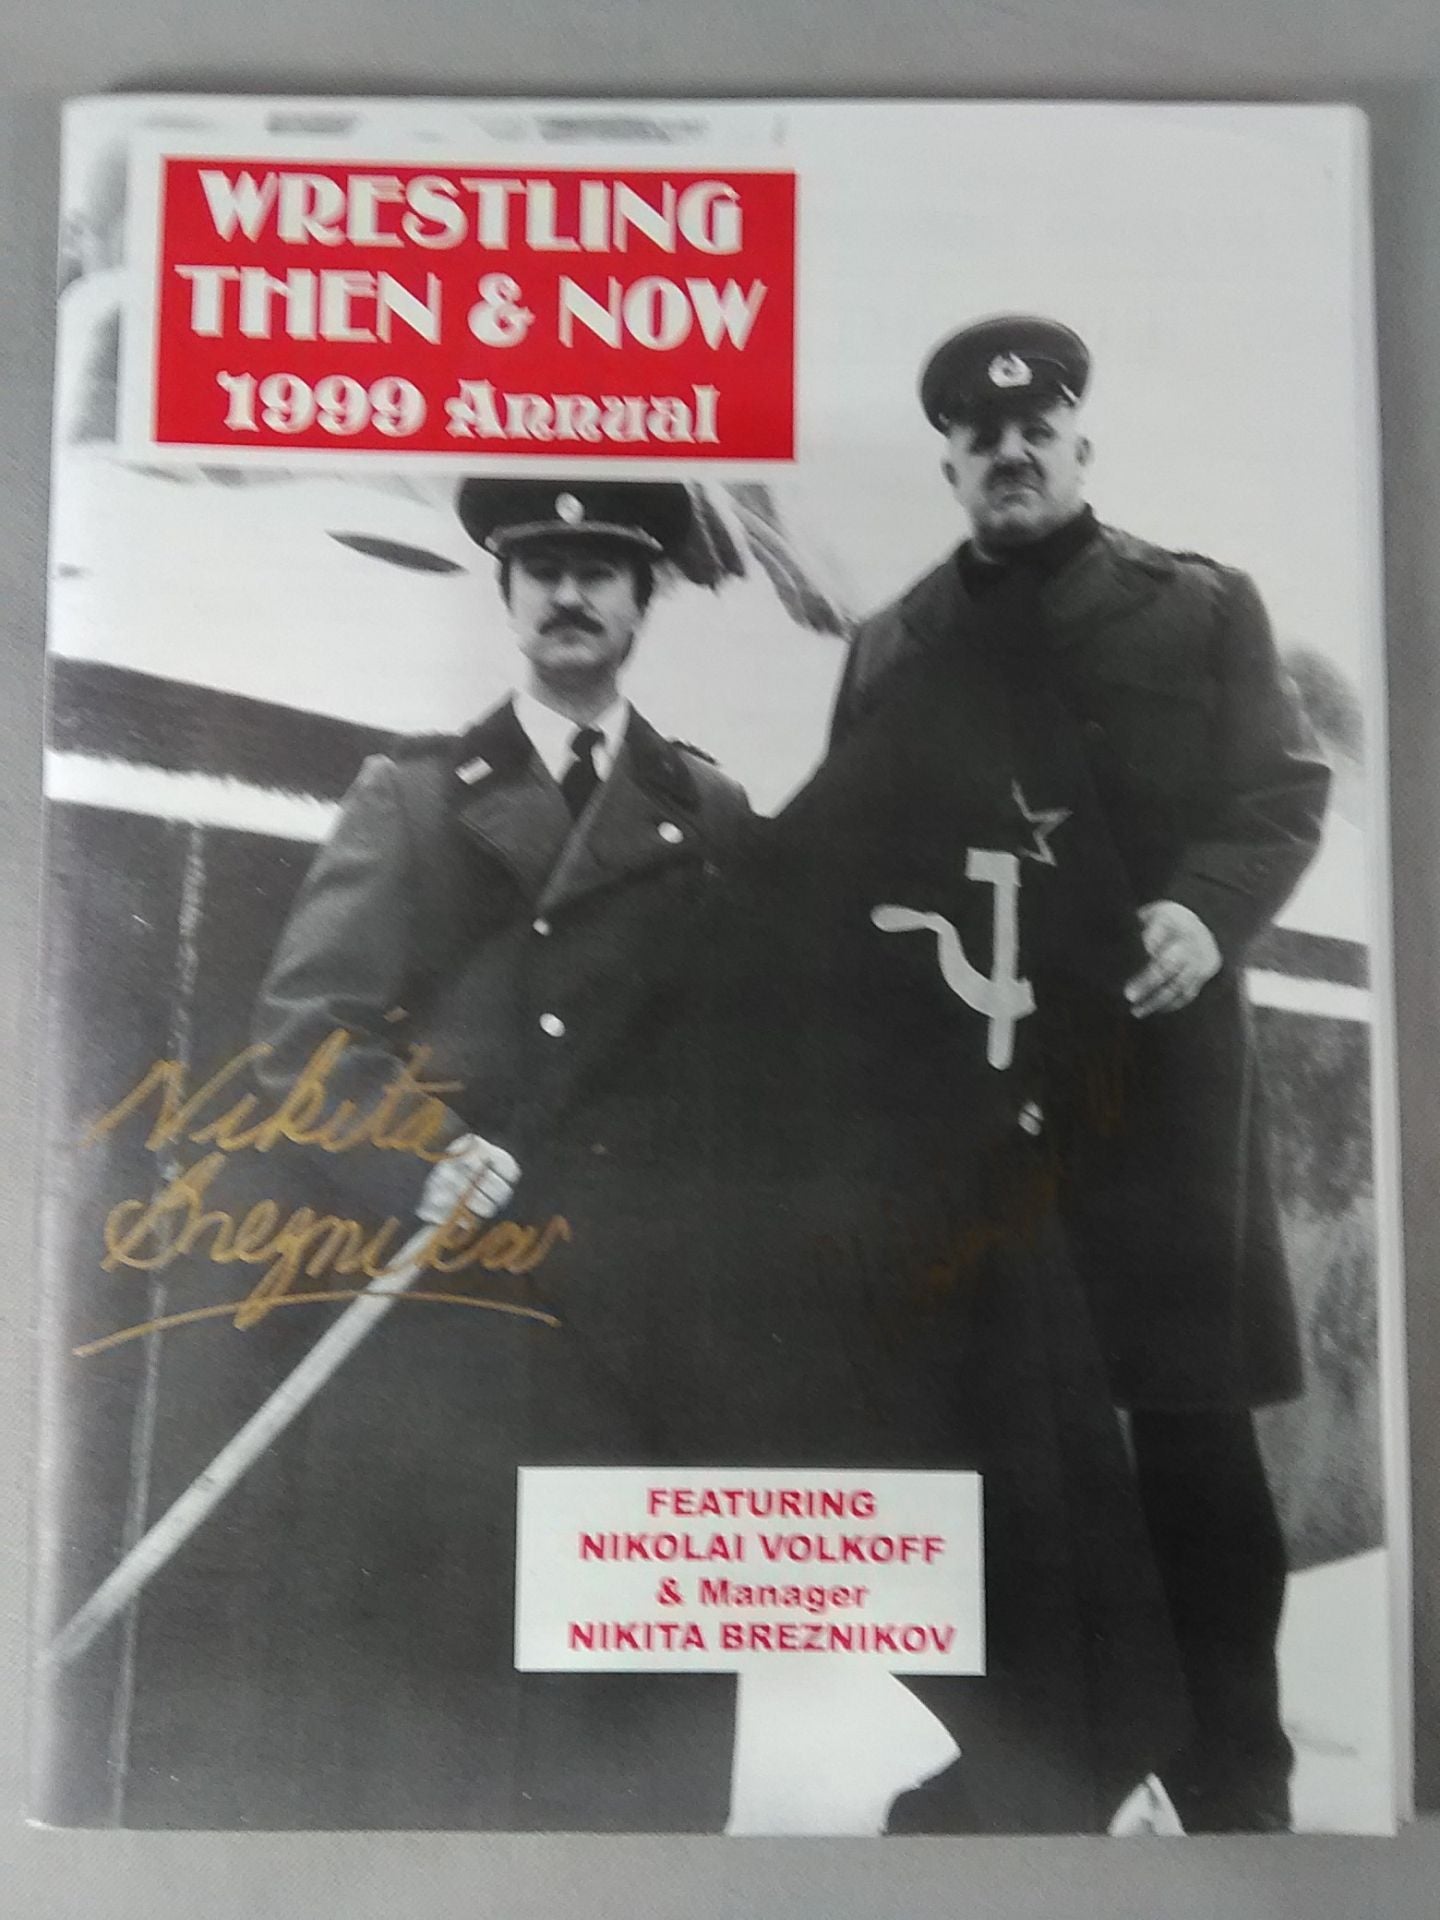 WRESTLING
THEN & NOW
1999 Annual
Nikita
Breznikov
FEATURING
NIKOLAI VOLKOFF
& Manager
NIKITA BREZNIKOV